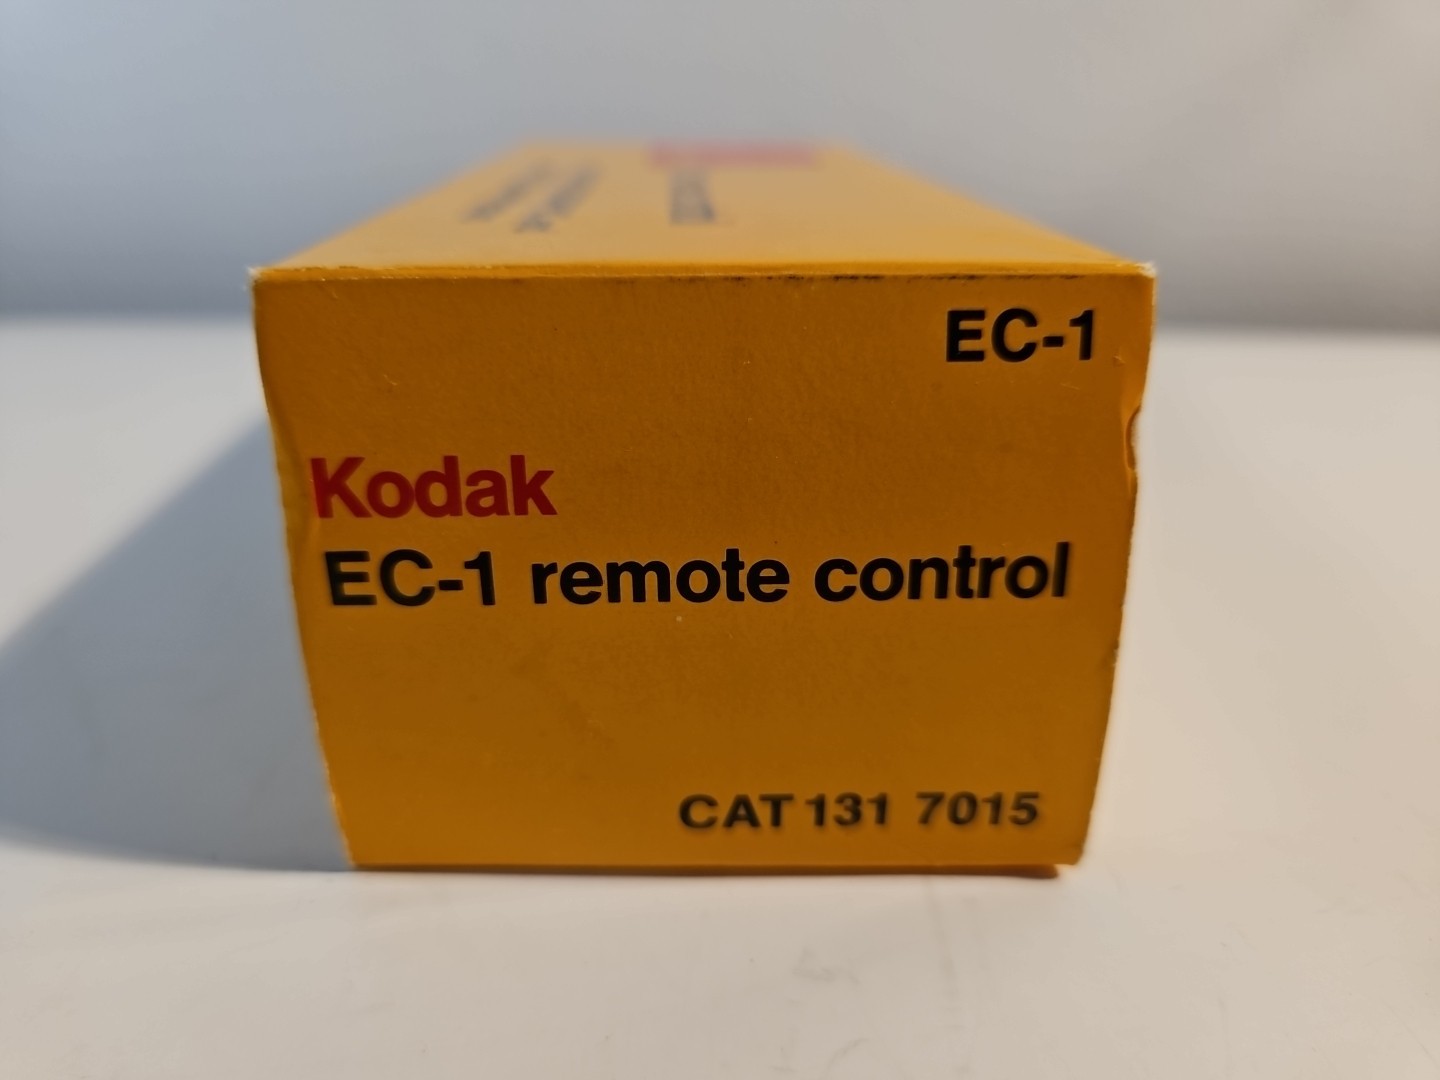 EC-1
Kodak
EC-1 remote control
CAT 131 7015